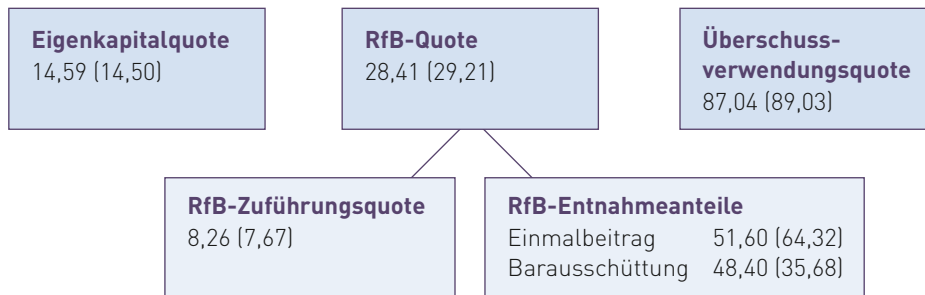 Eigenkapitalquote
14,59 (14,50)
RfB-Quote
28,41 (29,21)
Überschuss-
verwendungsquote
87,04 (89,03)
RfB-Zuführungsquote
8,26 (7,67)
RfB-Entnahmeanteile
Einmalbeitrag 51,60 (64,32)
Barausschüttung 48,40 (35,68)